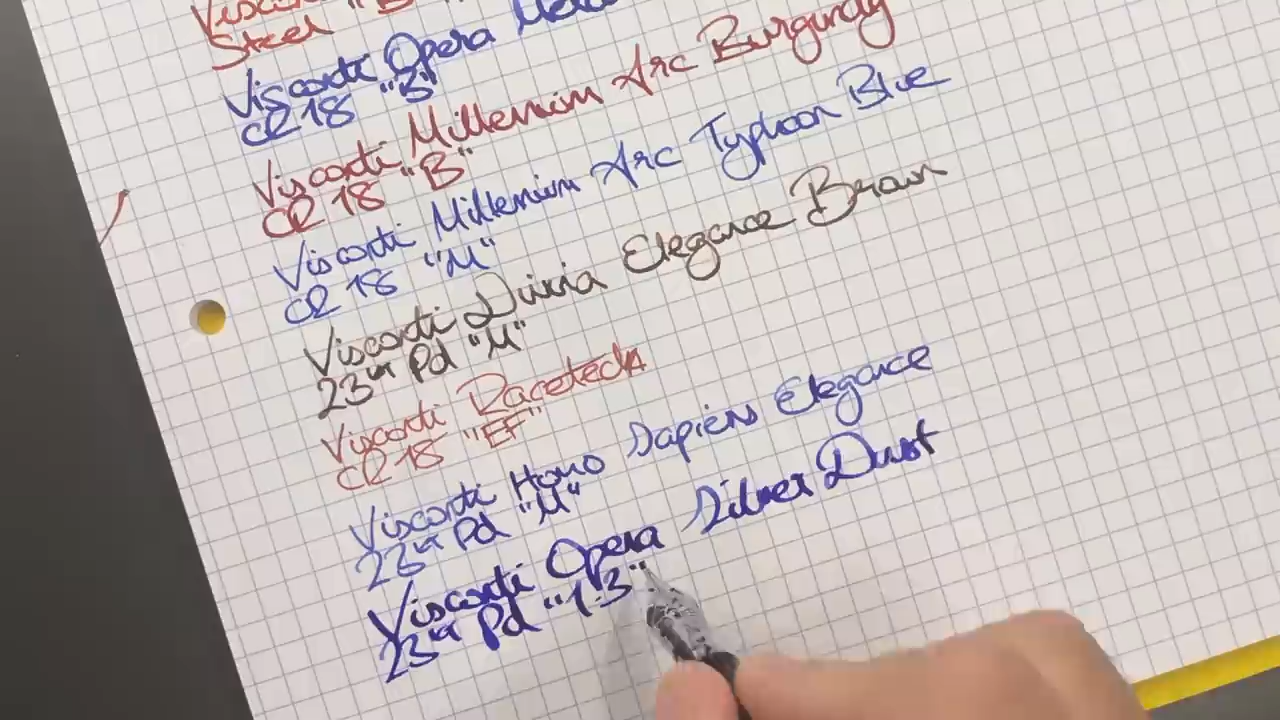 Visconti
Steel "B"
Visconti Opera
CR 18 "B"
Visconti Millenium Arc Burgundy
CR 18 "B"
Visconti Millenium Arc Typhoon Blue
CR 18 "M"
Visconti Divina Elegance Brown
23kt Pd "M"
Visconti Racetech
CR 18 "EF"
Visconti Homo Sapiens Elegance
23kt Pd "M"
Visconti Opera Silver Dust
23kt Pd "1.3"